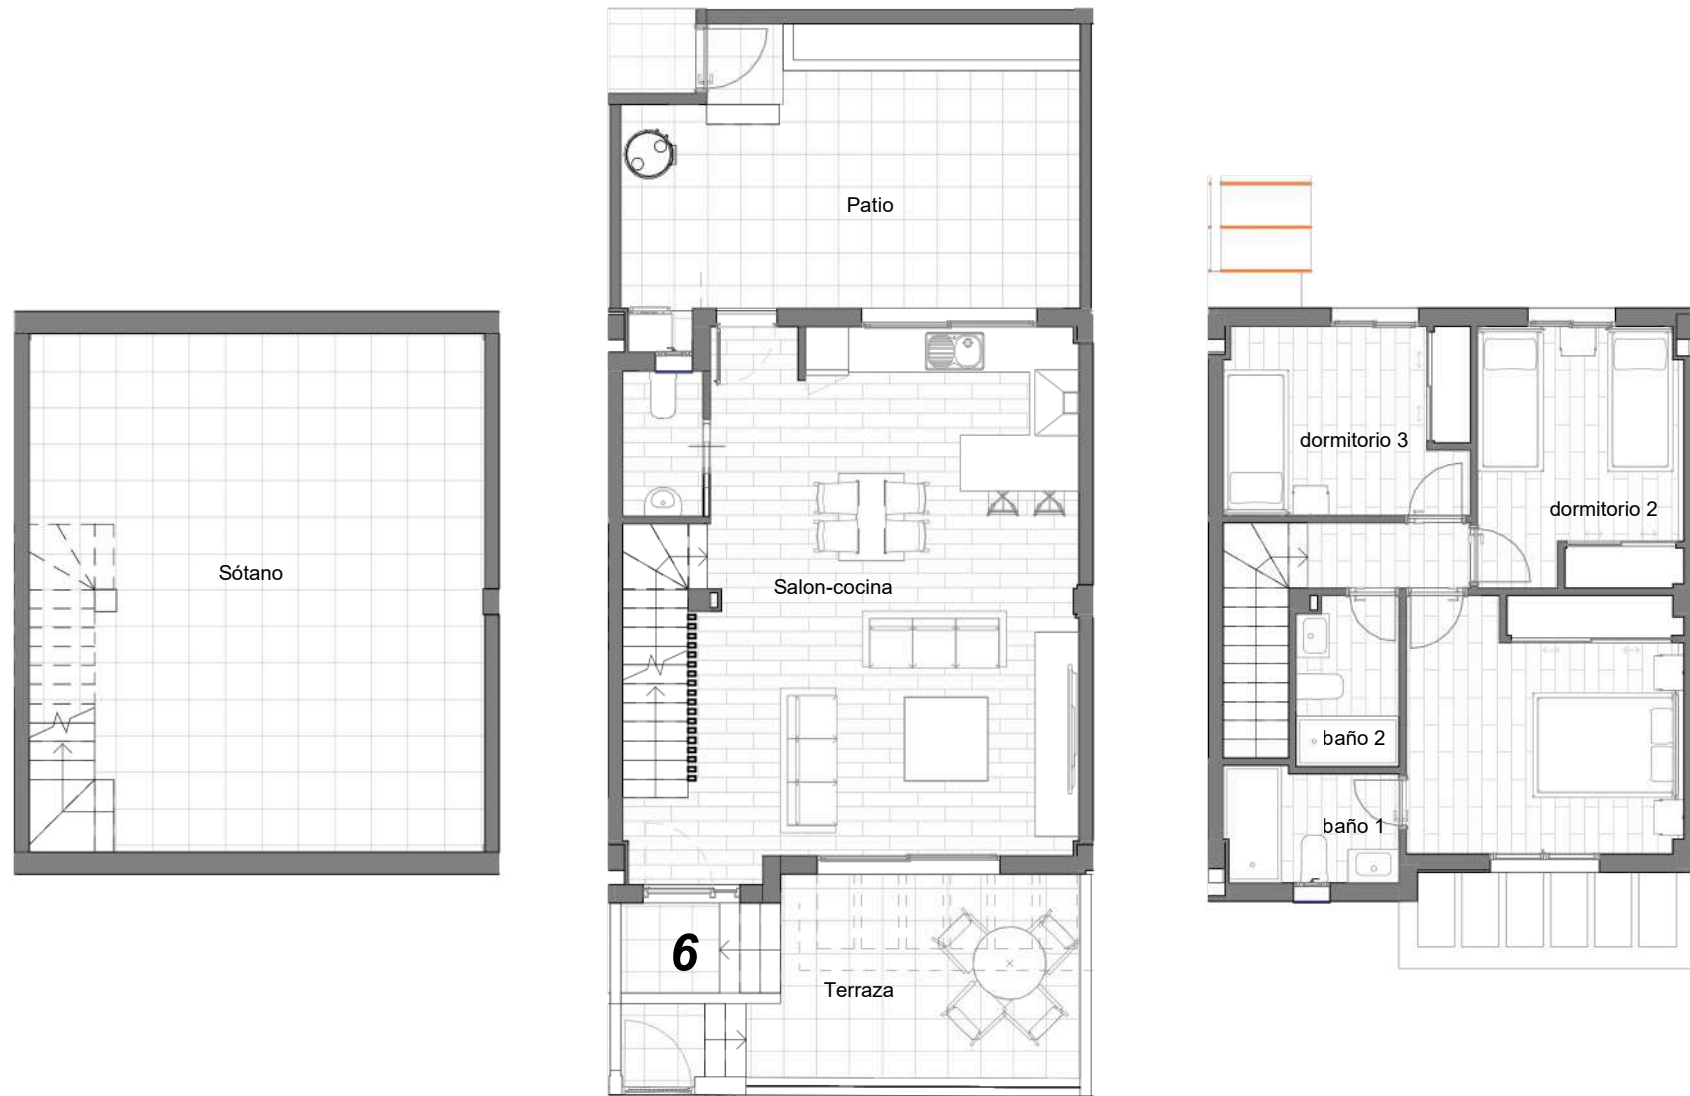 Sótano
Patio
Salon-cocina
6
Terraza
dormitorio 3
dormitorio 2
baño 2
baño 1